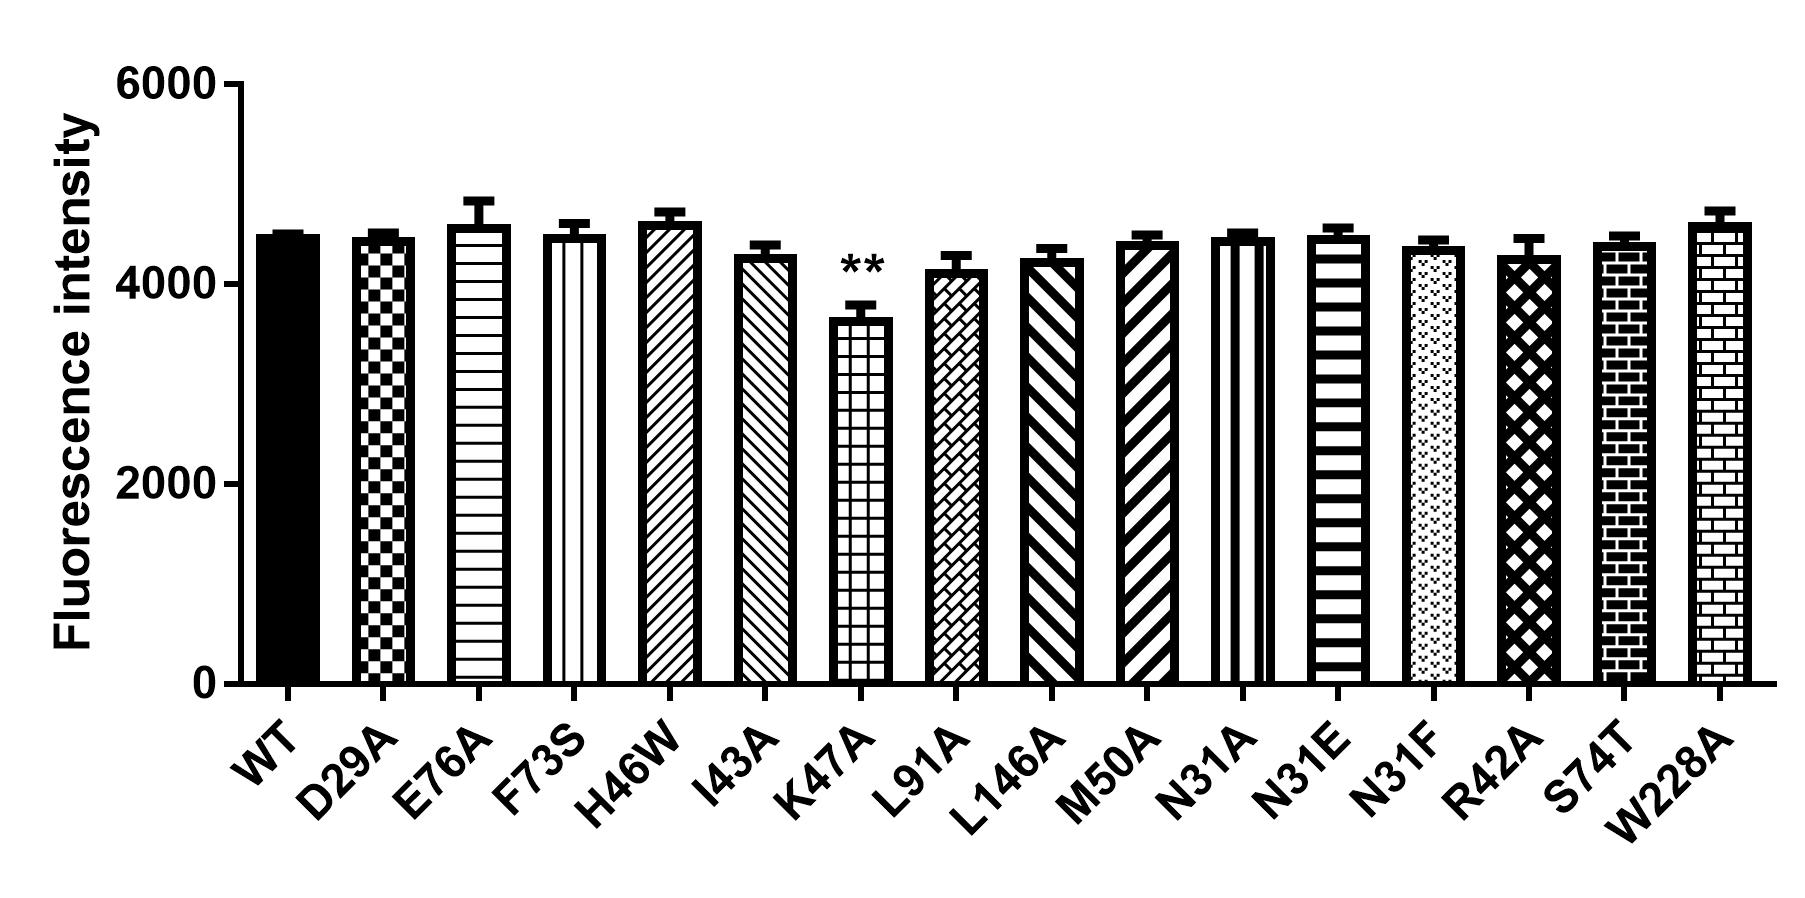 6000
4000
2000
0
Fluorescence intensity
**
WT
D29A
E76A
F73S
H46W
I43A
K47A
L91A
L146A
M50A
N31A
N31E
N31F
R42A
S74T
W228A